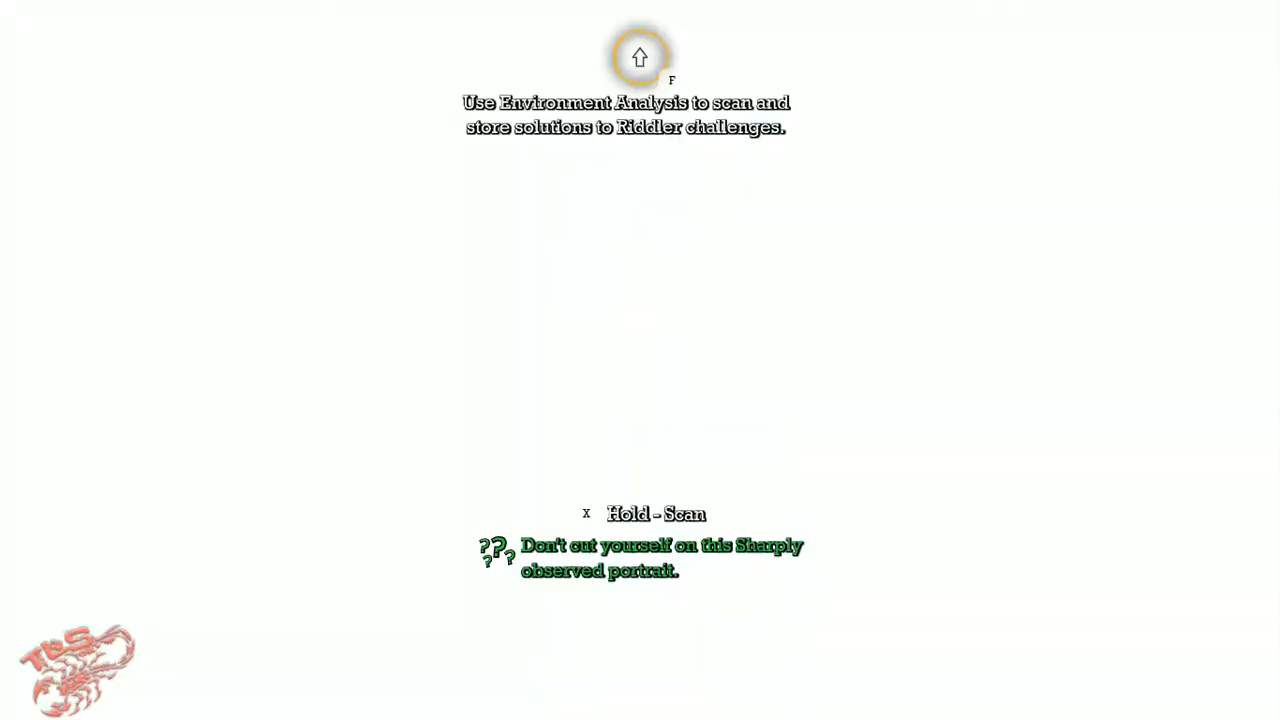 F
Use Environment Analysis to scan and
store solutions to Riddler challenges.
X Hold - Scan
??? Don't cut yourself on this Sharply
? observed portrait.
TbS